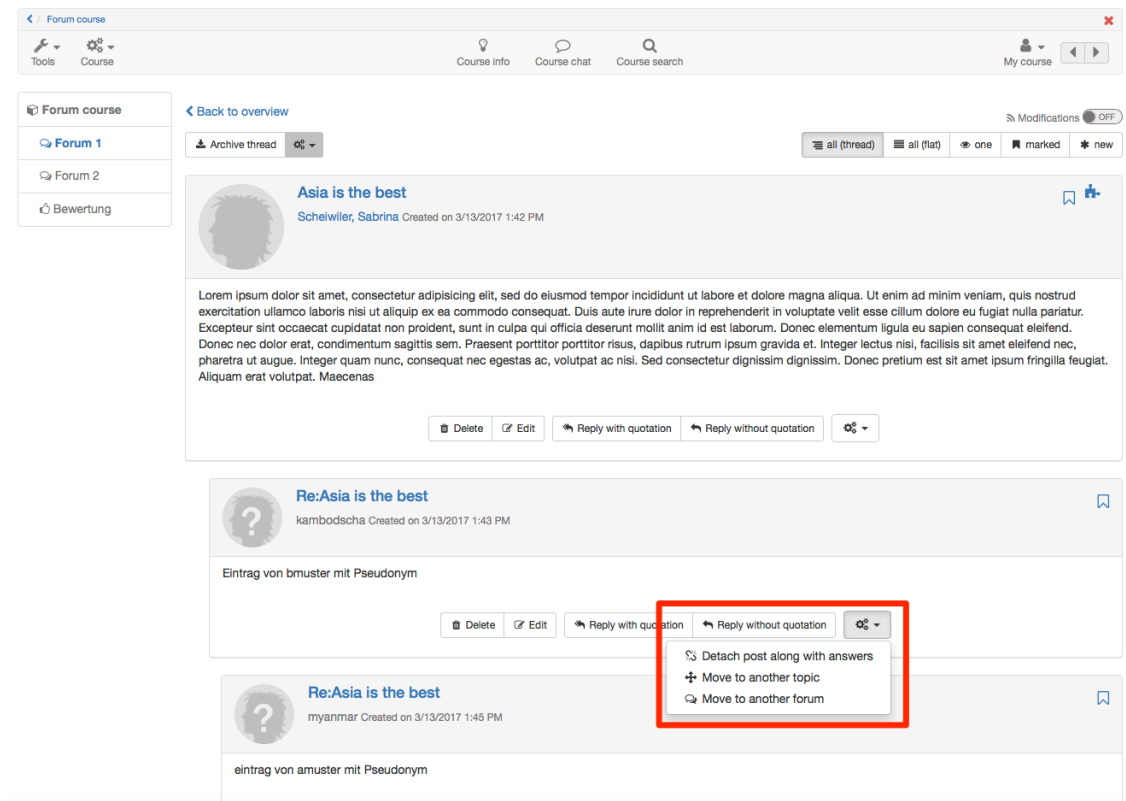 / Forum course
Tools
Course
Course info
Course chat
Course search
My course
Forum course
Forum 1
Forum 2
Bewertung
Back to overview
Modifications OFF
Archive thread
all (thread)
all (flat)
one
marked
new
Asia is the best
Scheiwiler, Sabrina Created on 3/13/2017 1:42 PM
Lorem ipsum dolor sit amet, consectetur adipisicing elit, sed do eiusmod tempor incididunt ut labore et dolore magna aliqua. Ut enim ad minim veniam, quis nostrud
exercitation ullamco laboris nisi ut aliquip ex ea commodo consequat. Duis aute irure dolor in reprehenderit in voluptate velit esse cillum dolore eu fugiat nulla pariatur.
Excepteur sint occaecat cupidatat non proident, sunt in culpa qui officia deserunt mollit anim id est laborum. Donec elementum ligula eu sapien consequat eleifend.
Donec nec dolor erat, condimentum sagittis sem. Praesent porttitor porttitor risus, dapibus rutrum ipsum gravida et. Integer lectus nisi, facilisis sit amet eleifend nec,
pharetra ut augue. Integer quam nunc, consequat nec egestas ac, volutpat ac nisi. Sed consectetur dignissim dignissim. Donec pretium est sit amet ipsum fringilla feugiat.
Aliquam erat volutpat. Maecenas
Delete
Edit
Reply with quotation
Reply without quotation
Re:Asia is the best
kambodscha Created on 3/13/2017 1:43 PM
Eintrag von bmuster mit Pseudonym
Delete
Edit
Reply with quotation
Reply without quotation
Detach post along with answers
Move to another topic
Move to another forum
Re:Asia is the best
myanmar Created on 3/13/2017 1:45 PM
eintrag von amuster mit Pseudonym